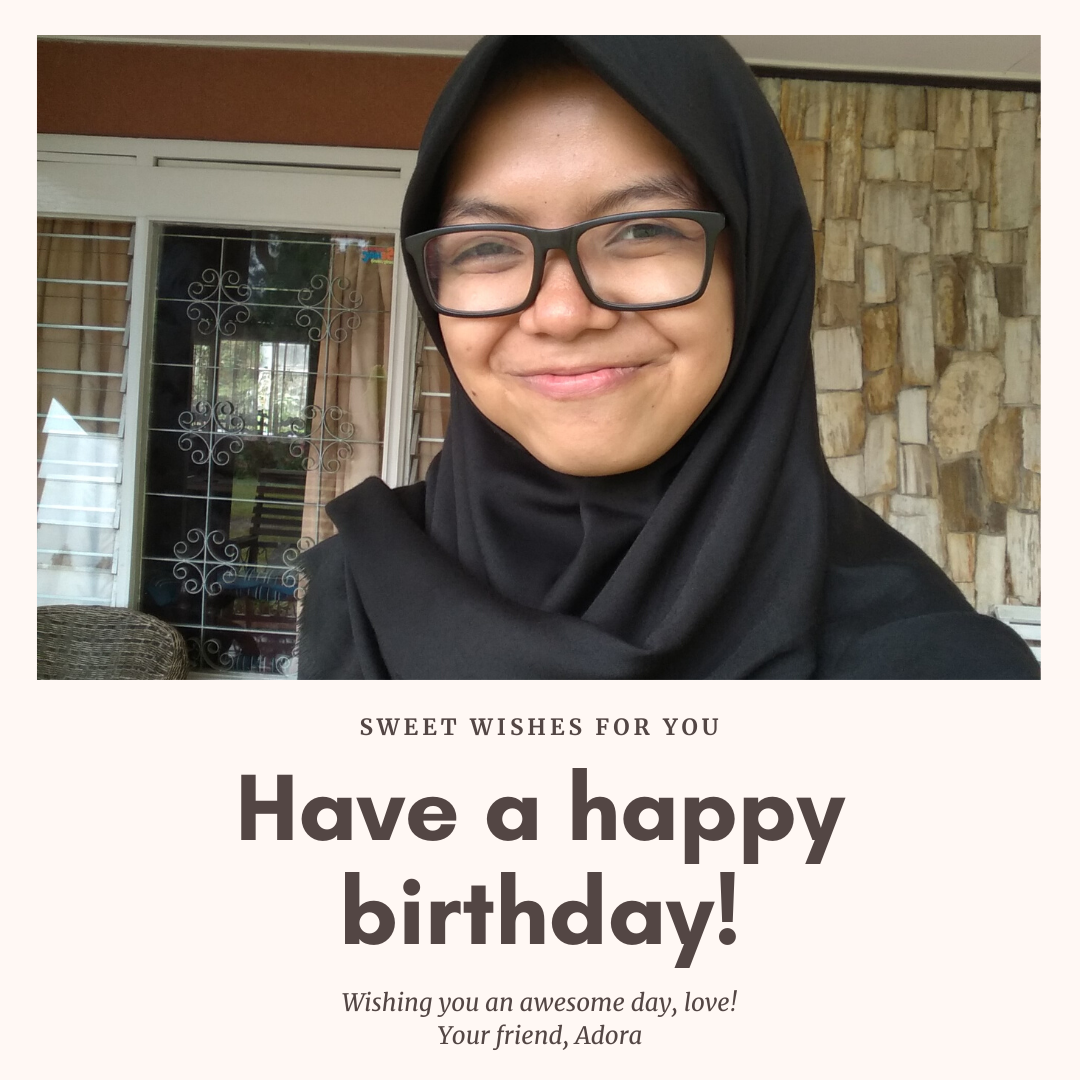 SWEET WISHES FOR YOU
Have a happy
birthday!
Wishing you an awesome day, love!
Your friend, Adora